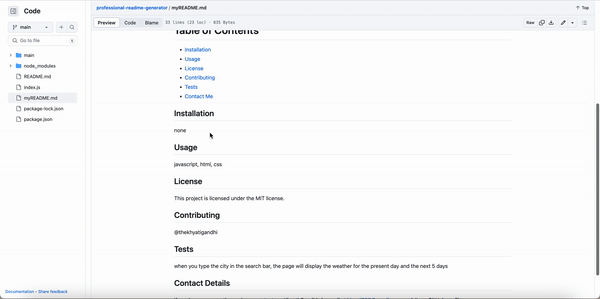 Code
professional-readme-generator / myREADME.md
Top
main
Preview
Code
Blame
33 lines (23 loc)
835 Bytes
Raw
Go to file
t
Table of Contents
main
node_modules
README.md
index.js
myREADME.md
package-lock.json
package.json
Installation
Usage
License
Contributing
Tests
Contact Me
Installation
none
Usage
javascript, html, css
License
This project is licensed under the MIT license.
Contributing
@thekhyatigandhi
Tests
when you type the city in the search bar, the page will display the weather for the present day and the next 5 days
Contact Details
Documentation • Share feedback